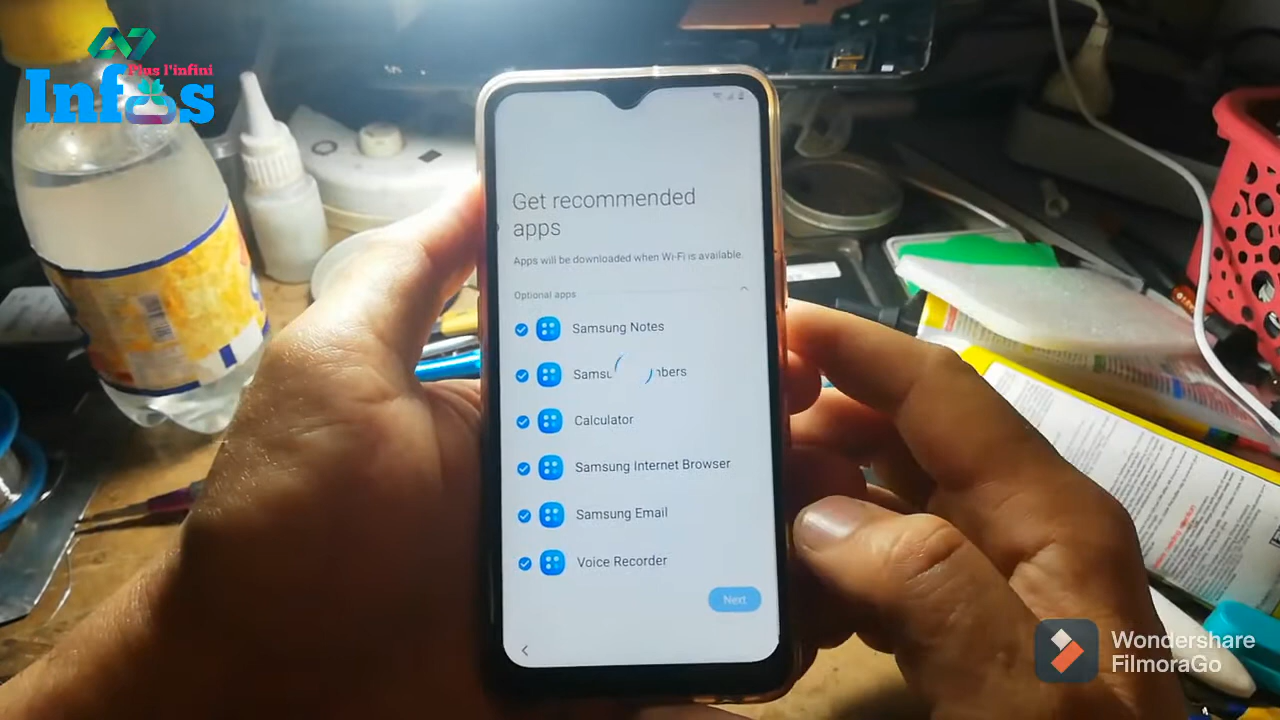 Plus l'infini
Infos
Get recommended
apps
Apps will be downloaded when Wi-Fi is available.
Optional apps
Samsung Notes
Calculator
Samsung Internet Browser
Samsung Email
Voice Recorder
Next
Wondershare
FilmoraGo